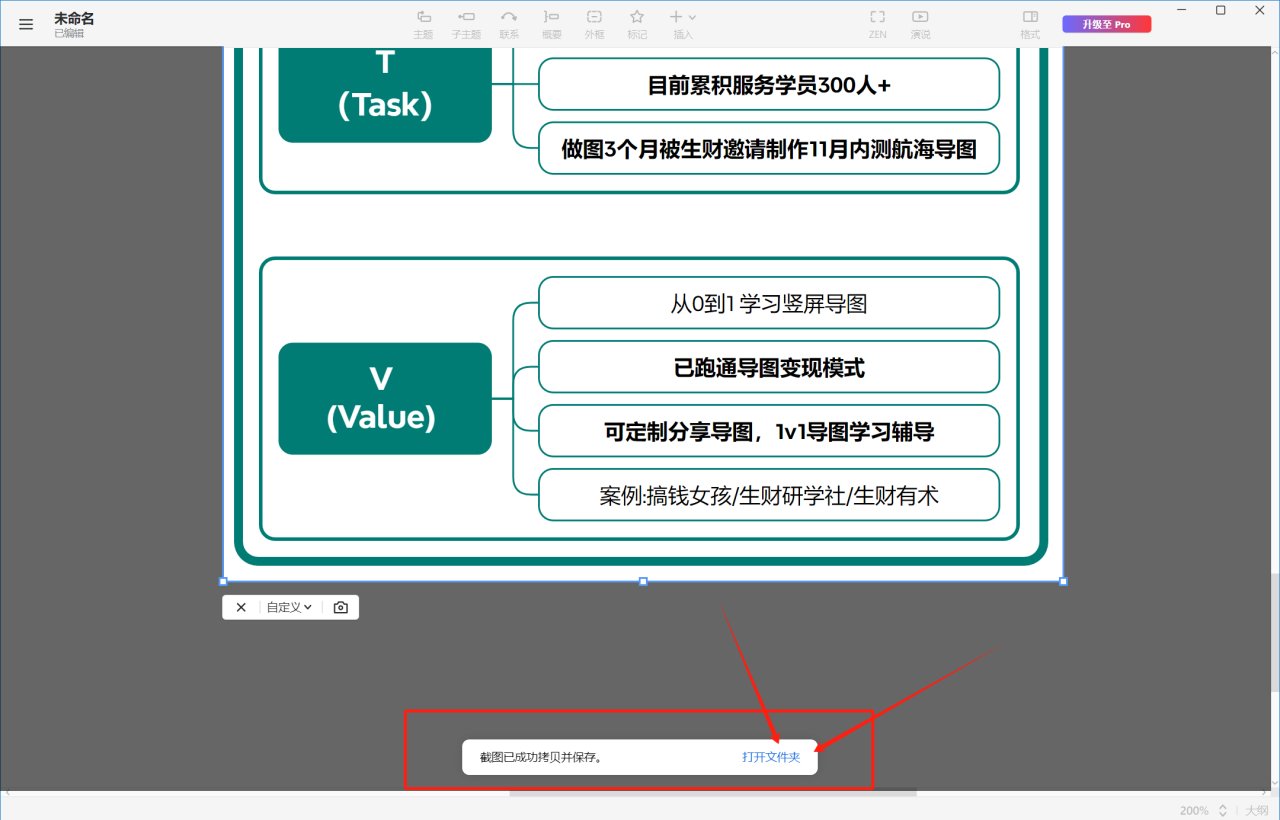 未命名
已编辑
主题
子主题
联系
概要
外框
标记
插入
ZEN
演说
格式
升级至 Pro
T
(Task)
目前累积服务学员300人+
做图3个月被生财邀请制作11月内测航海导图
V
(Value)
从0到1 学习竖屏导图
已跑通导图变现模式
可定制分享导图，1v1导图学习辅导
案例:搞钱女孩/生财研学社/生财有术
自定义
截图已成功拷贝并保存。
打开文件夹
200%
大纲